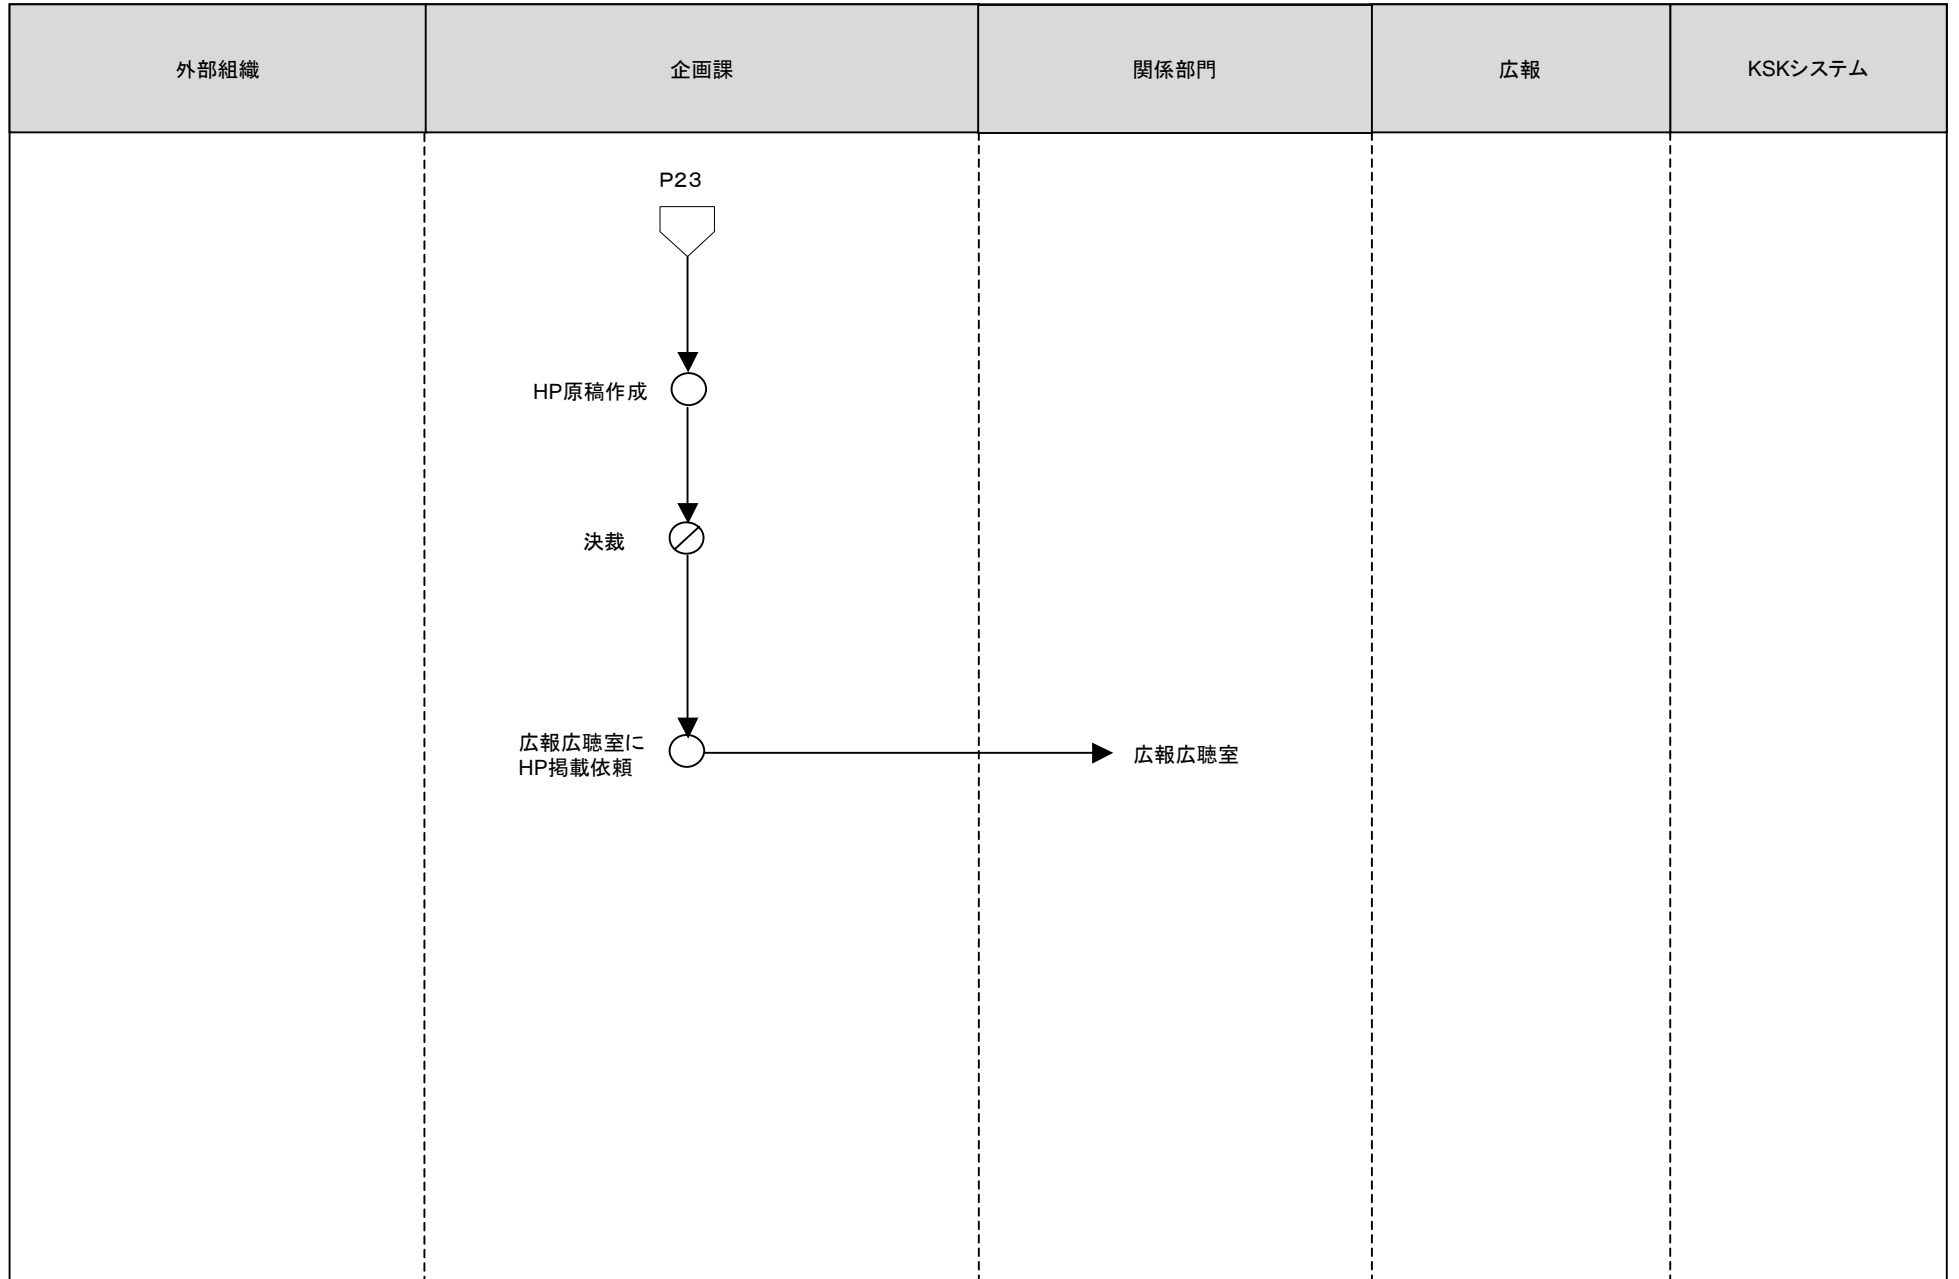 外部組織
企画課
関係部門
広報
KSKシステム
P23
HP原稿作成
決裁
広報広聴室に
HP掲載依頼
広報広聴室